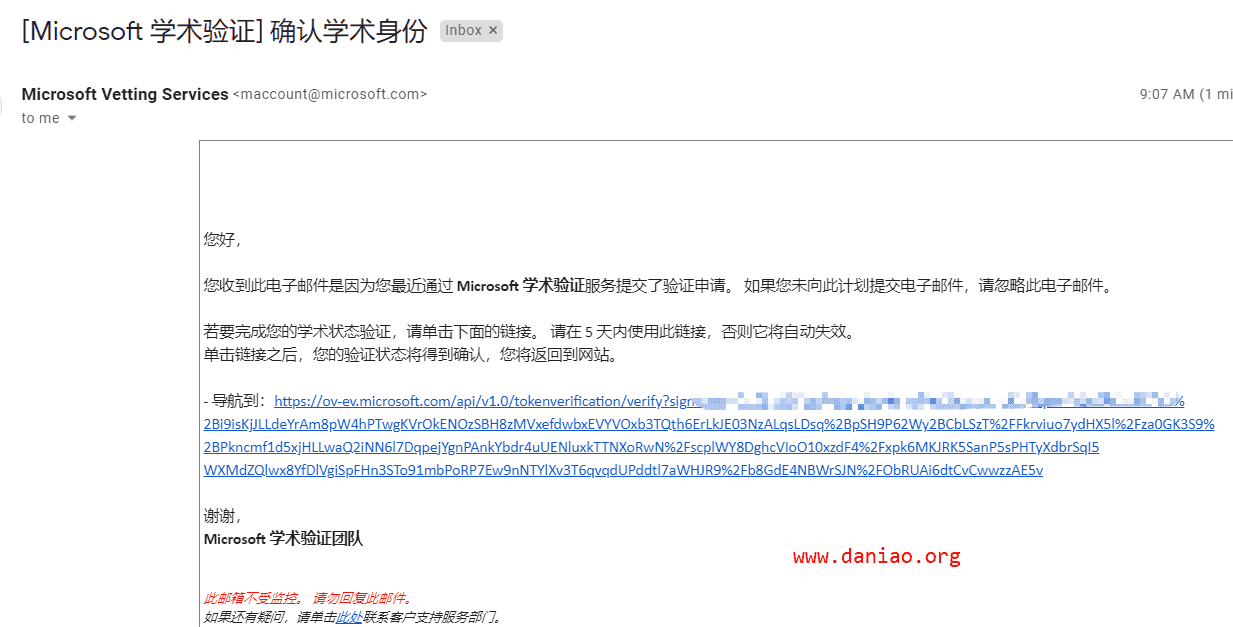 [Microsoft 学术验证] 确认学术身份 Inbox ×
Microsoft Vetting Services <maccount@microsoft.com> 9:07 AM (1 mi
to me
您好，
您收到此电子邮件是因为您最近通过 Microsoft 学术验证服务提交了验证申请。 如果您未向此计划提交电子邮件，请忽略此电子邮件。
若要完成您的学术状态验证，请单击下面的链接。 请在 5 天内使用此链接，否则它将自动失效。
单击链接之后，您的验证状态将得到确认，您将返回到网站。
- 导航到： https://ov-ev.microsoft.com/api/v1.0/tokenverification/verify?sign %
2Bi9isKjJLLdeYrAm8pW4hPTwgKVrOkENOzSBH8zMVxefdwbxEVYVOxb3TQth6ErLkJE03NzALqsLDsq%2BpSH9P62Wy2BCbLSzT%2FFkrviuo7ydHX5l%2Fza0GK3S9%
2BPkncmf1d5xjHLLwaQ2iNN6l7DqpejYgnPAnkYbdr4uUENluxkTTNXoRwN%2FscplWY8DghcVIoO10xzdF4%2Fxpk6MKJRK5SanP5sPHTyXdbrSqI5
WXMdZQlwx8YfDlVgiSpFHn3STo91mbPoRP7Ew9nNTYlXv3T6qvqdUPddtl7aWHJR9%2Fb8GdE4NBWrSJN%2FObRUAi6dtCvCwwzzAE5v
谢谢，
Microsoft 学术验证团队
www.daniao.org
此邮箱不受监控。 请勿回复此邮件。
如果还有疑问，请单击此处联系客户支持服务部门。